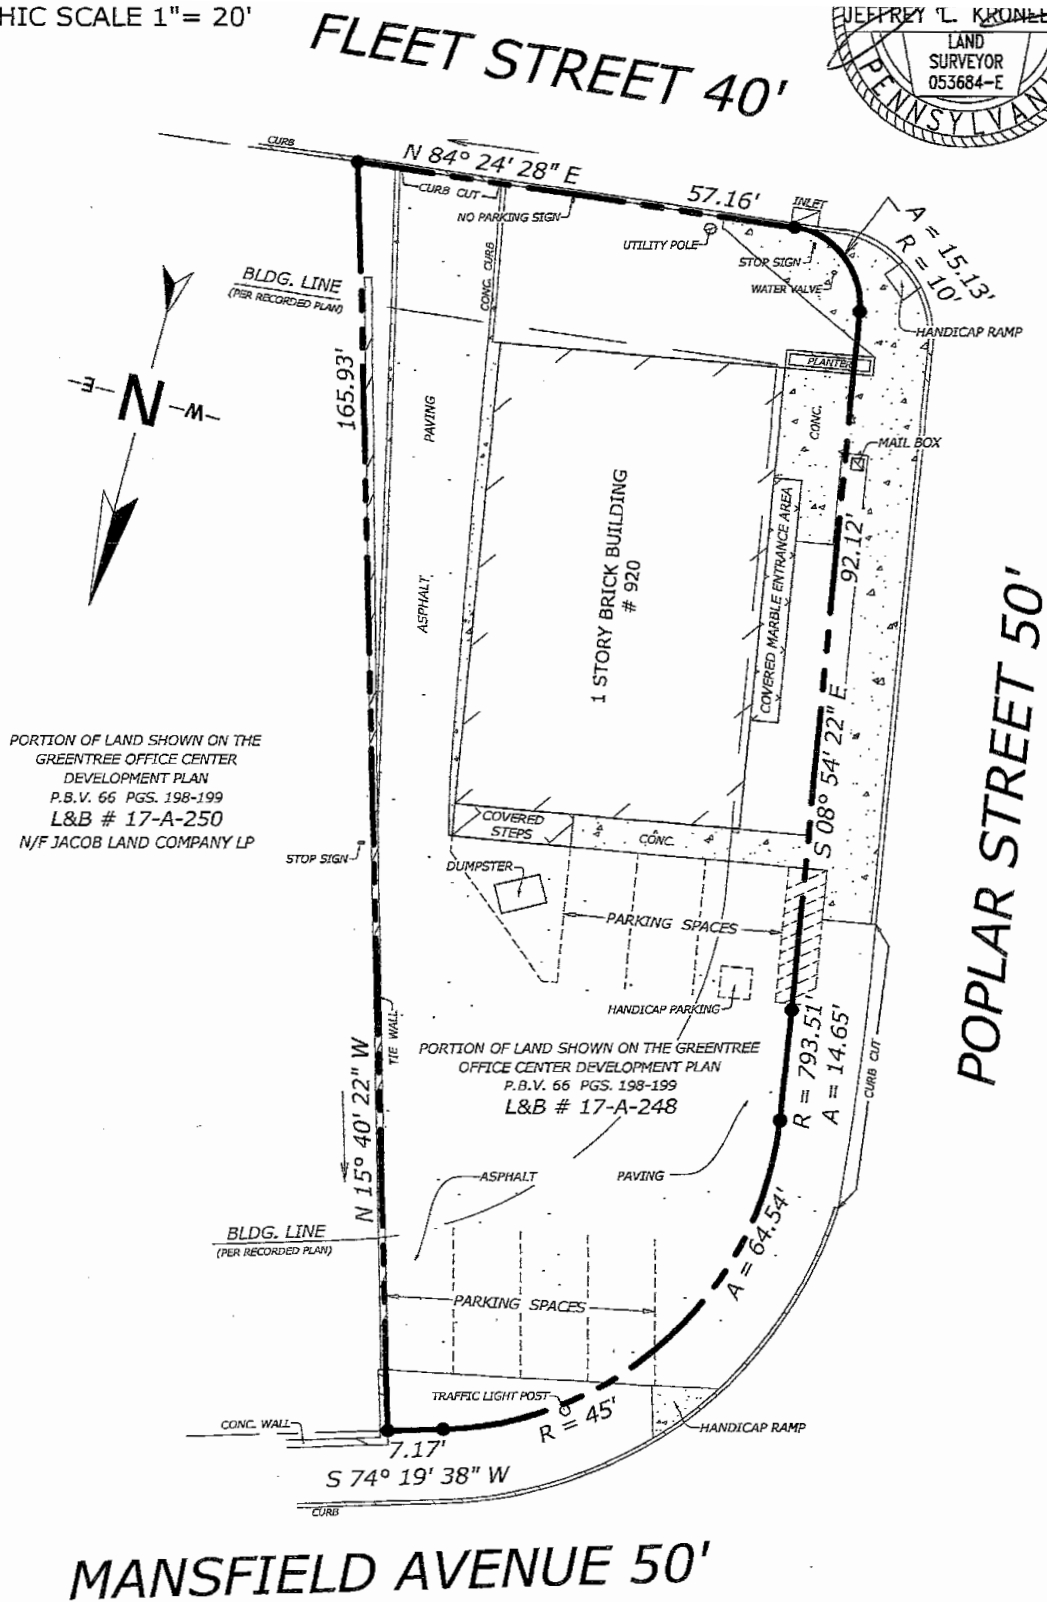 HIC SCALE 1"= 20'
FLEET STREET 40'
JEFFREY L.
LAND
SURVEYOR
053684-E
CURB
N 84° 24' 28" E
57.16'
CURB CUT
NO PARKING SIGN
INLET
UTILITY POLE
STOP SIGN
WATER VALVE
A = 15.13'
R = 10'
HANDICAP RAMP
BLDG. LINE
(PER RECORDED PLAN)
CONC. CURB
E
N
W
165.93'
PAVING
PLANTER
CONC.
MAIL BOX
1 STORY BRICK BUILDING
# 920
COVERED MARBLE ENTRANCE AREA
92.12'
ASPHALT
POPLAR STREET 50'
S 08° 54' 22" E
PORTION OF LAND SHOWN ON THE
GREENTREE OFFICE CENTER
DEVELOPMENT PLAN
P.B.V. 66 PGS. 198-199
L&B # 17-A-250
N/F JACOB LAND COMPANY LP
STOP SIGN
COVERED
STEPS
CONC.
DUMPSTER
PARKING SPACES
HANDICAP PARKING
TIE WALL
PORTION OF LAND SHOWN ON THE GREENTREE
OFFICE CENTER DEVELOPMENT PLAN
P.B.V. 66 PGS. 198-199
L&B # 17-A-248
R = 793.51'
A = 14.65'
CURB CUT
N 15° 40' 22" W
ASPHALT
PAVING
BLDG. LINE
(PER RECORDED PLAN)
A = 64.54'
PARKING SPACES
TRAFFIC LIGHT POST
R = 45'
HANDICAP RAMP
CONC. WALL
7.17'
S 74° 19' 38" W
CURB
MANSFIELD AVENUE 50'